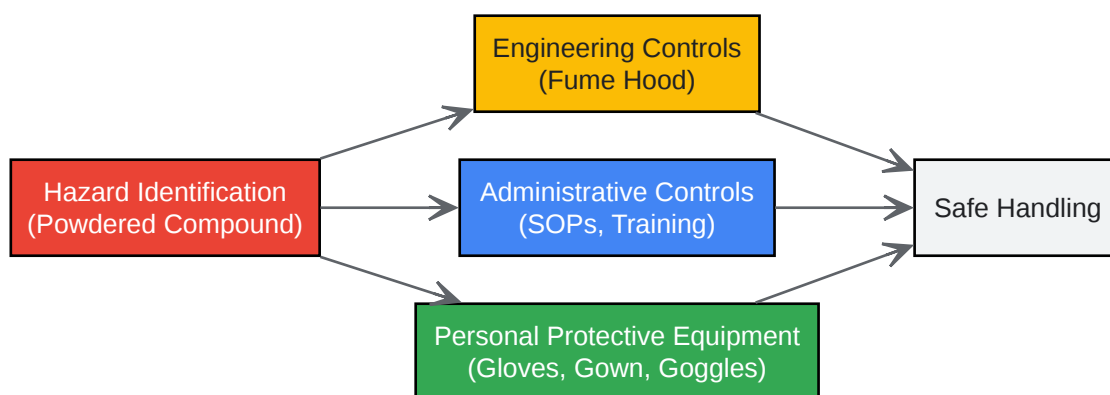 Engineering Controls
(Fume Hood)
Hazard Identification
(Powdered Compound)
Administrative Controls
(SOPs, Training)
Safe Handling
Personal Protective Equipment
(Gloves, Gown, Goggles)